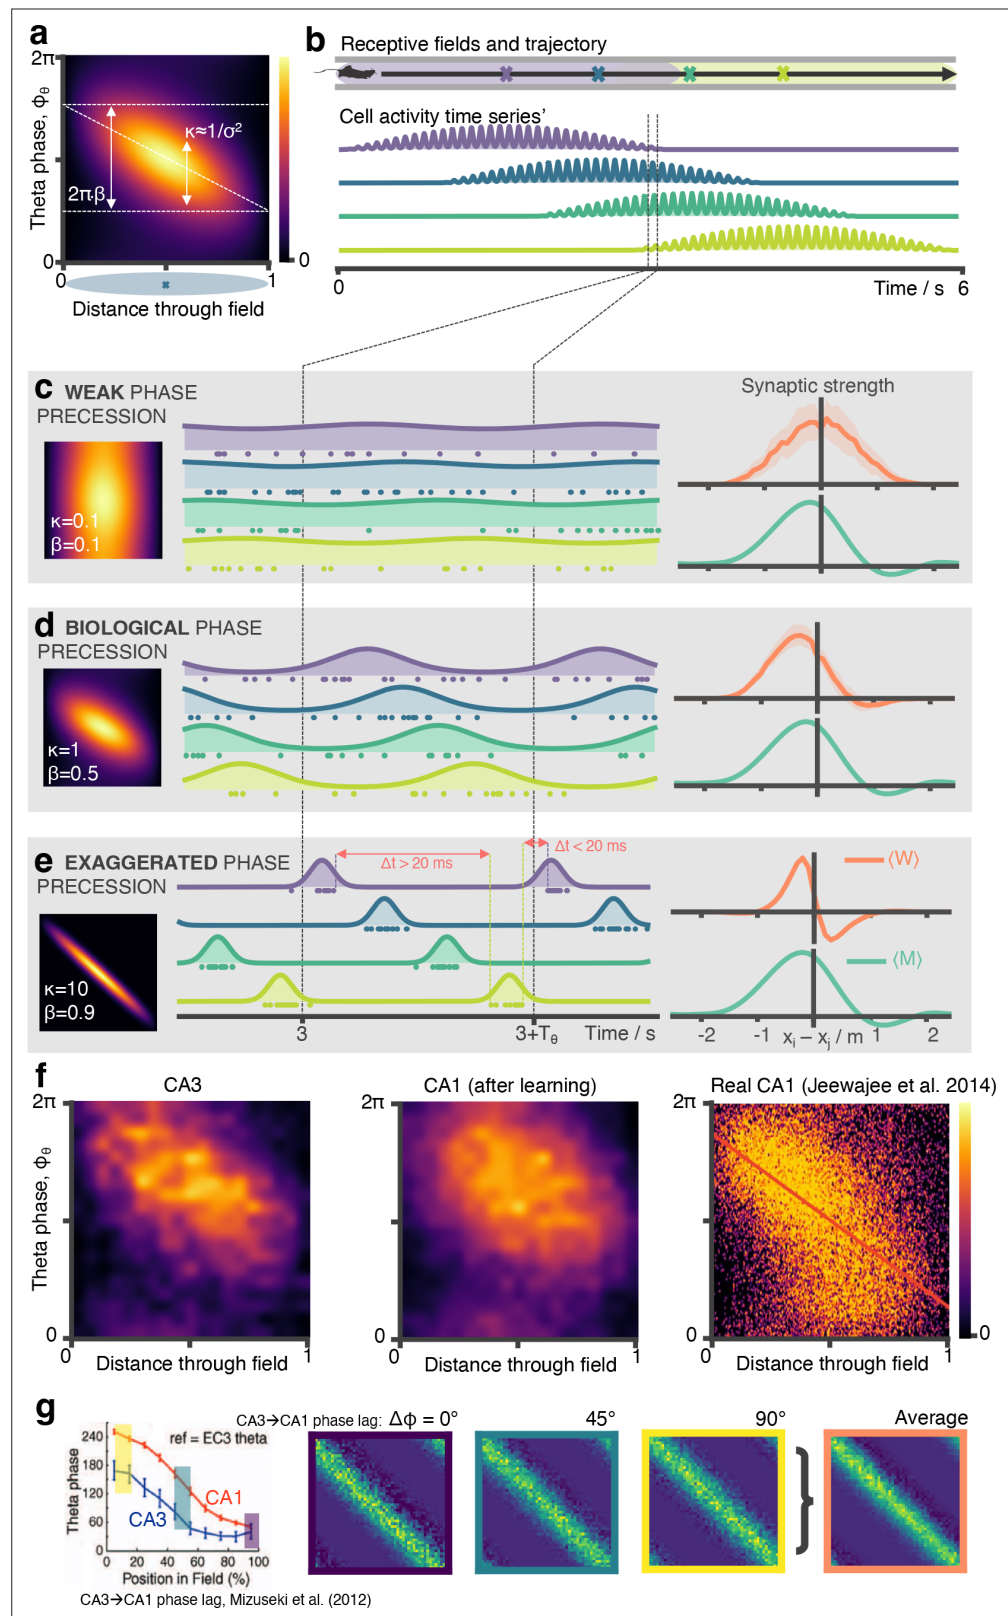 a
2π
Theta phase, Φθ
κ≈1/σ²
2π·β
0
0
0
1
Distance through field
b
Receptive fields and trajectory
Cell activity time series'
0
Time / s
6
c WEAK PHASE
PRECESSION
κ=0.1
β=0.1
Synaptic strength
d BIOLOGICAL PHASE
PRECESSION
κ=1
β=0.5
e EXAGGERATED PHASE
PRECESSION
κ=10
β=0.9
Δt > 20 ms
Δt < 20 ms
3
3+Tθ
Time / s
⟨W⟩
⟨M⟩
-2
-1
xi – xj / m
1
2
f
CA3
CA1 (after learning)
Real CA1 (Jeewajee et al. 2014)
2π
2π
2π
Theta phase, Φθ
0
0
0
0
0
1
0
1
0
1
Distance through field
Distance through field
Distance through field
g
CA3→CA1 phase lag: Δϕ = 0°
45°
90°
Average
240
180
120
60
0
Theta phase
ref = EC3 theta
CA1
CA3
0 20 40 60 80 100
Position in Field (%)
}
CA3→CA1 phase lag, Mizuseki et al. (2012)